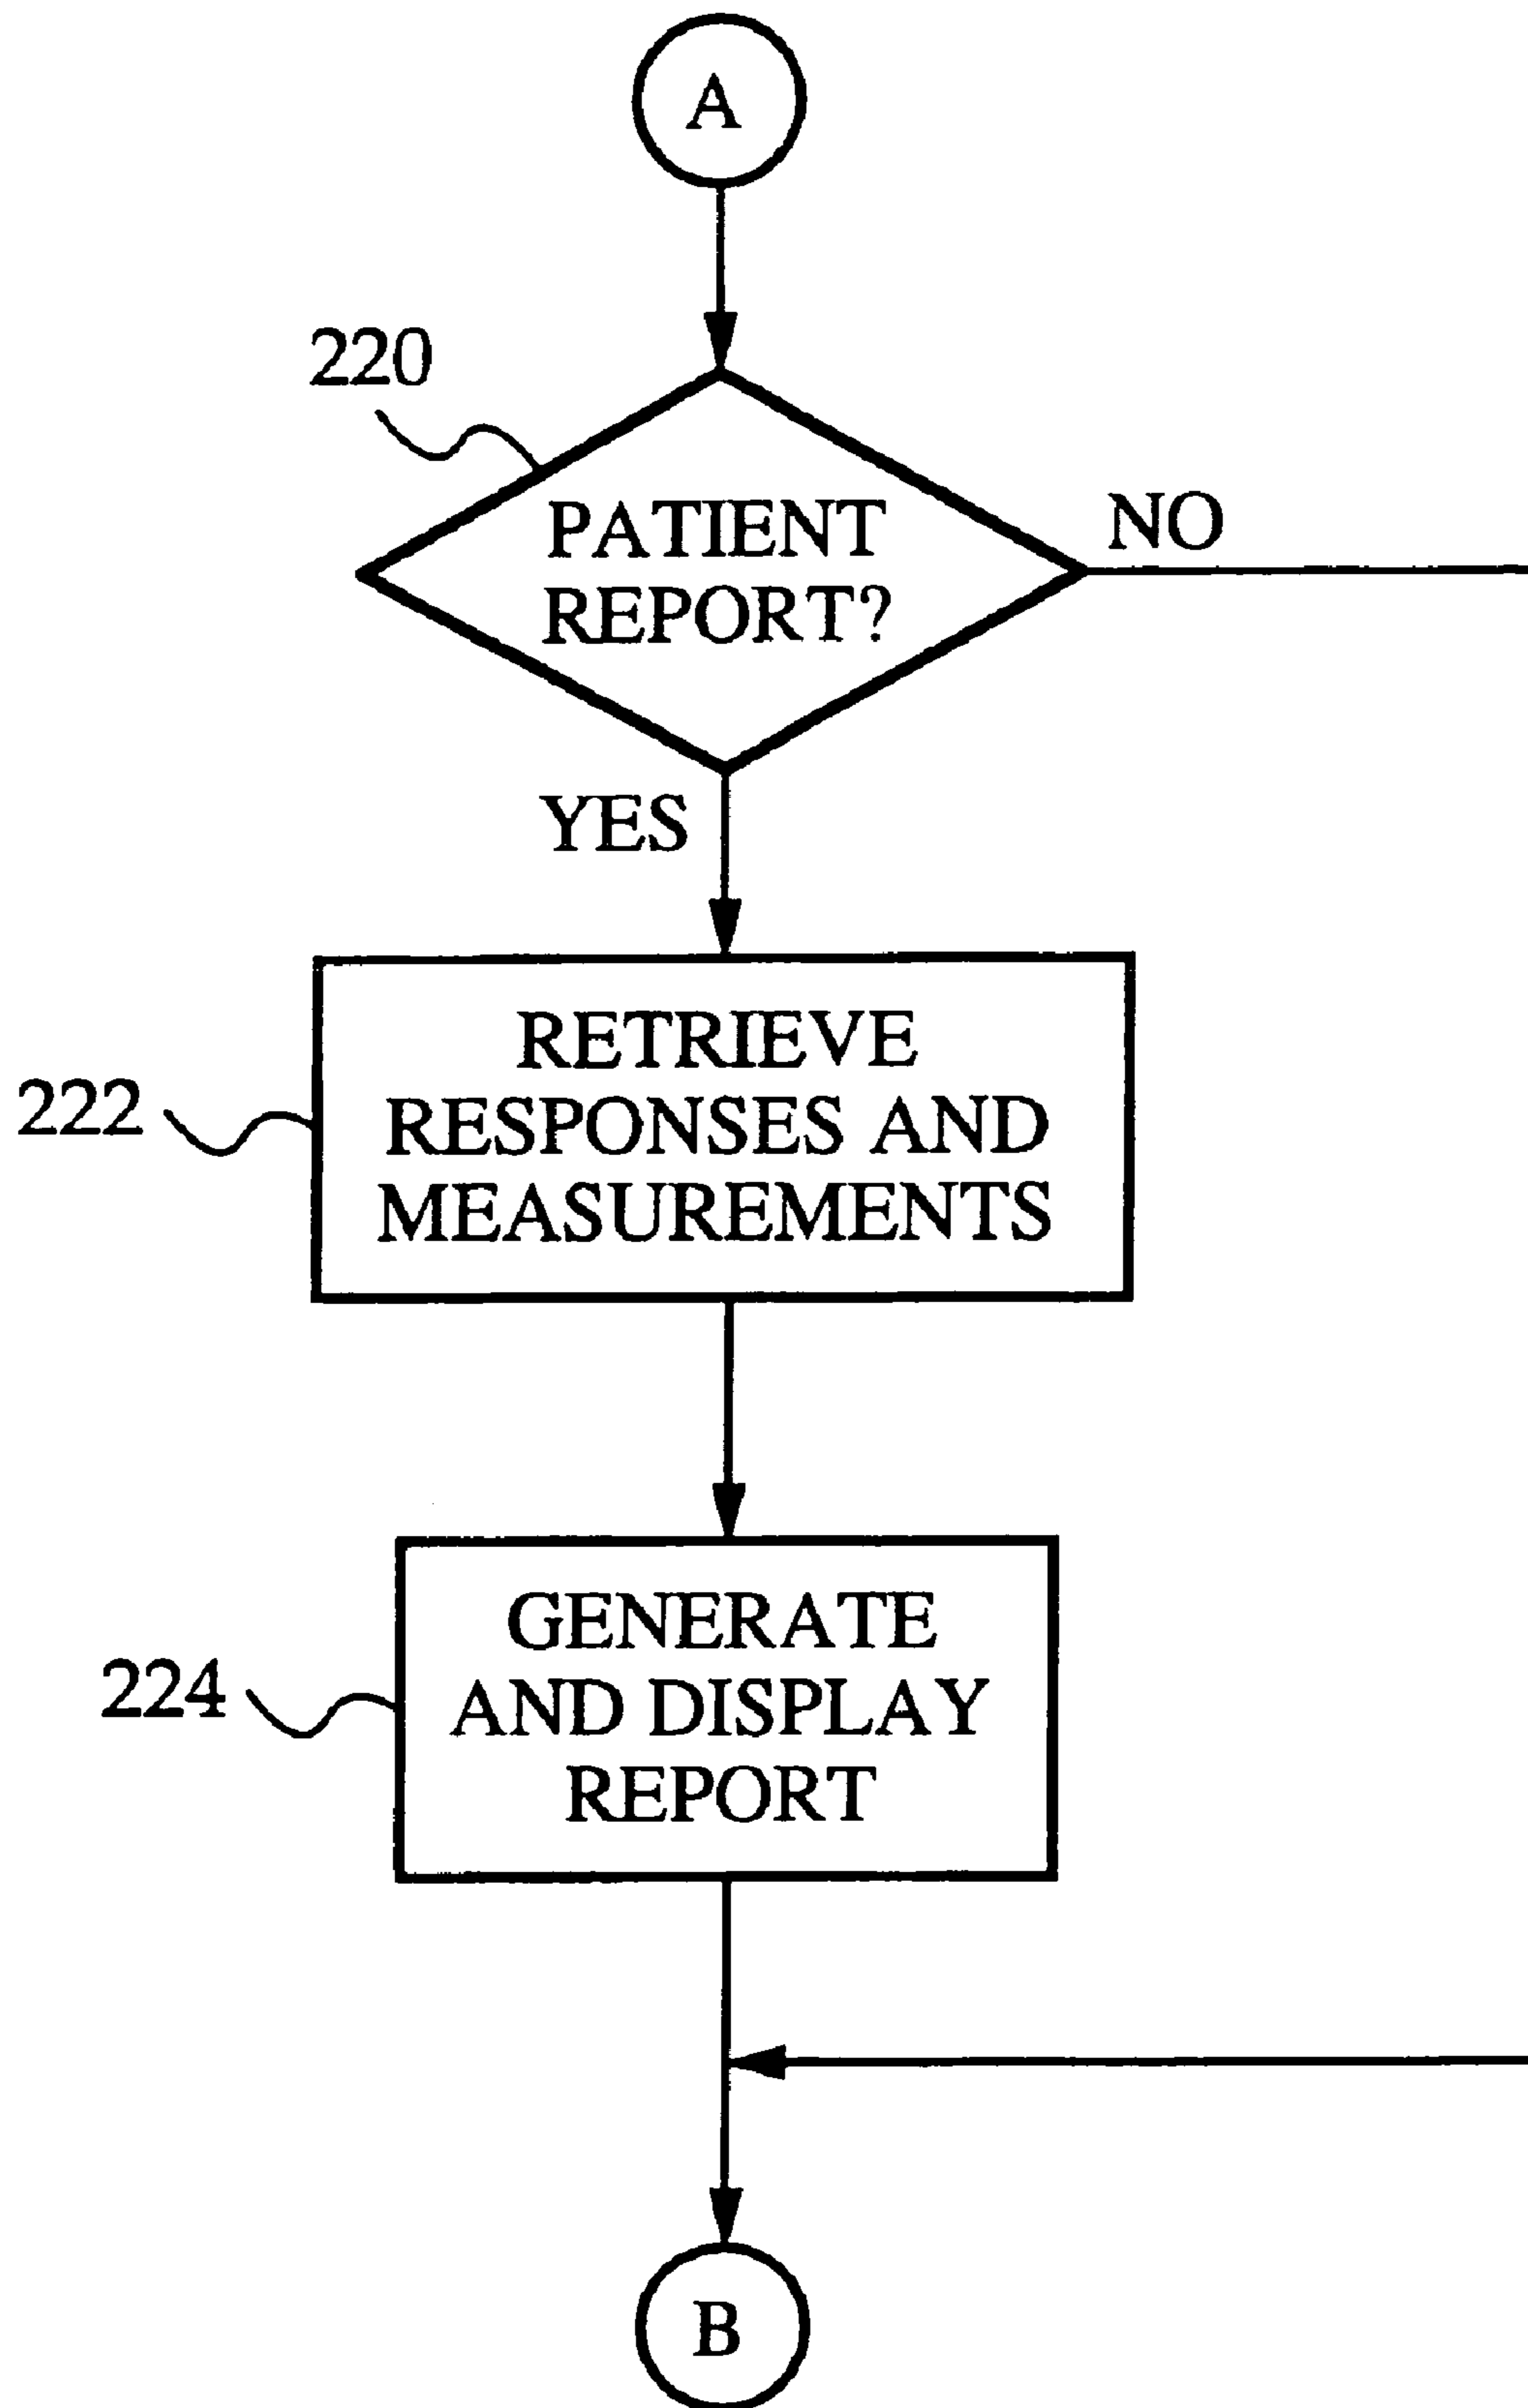 A
220
PATIENT
REPORT?
NO
YES
222
RETRIEVE
RESPONSES AND
MEASUREMENTS
224
GENERATE
AND DISPLAY
REPORT
B